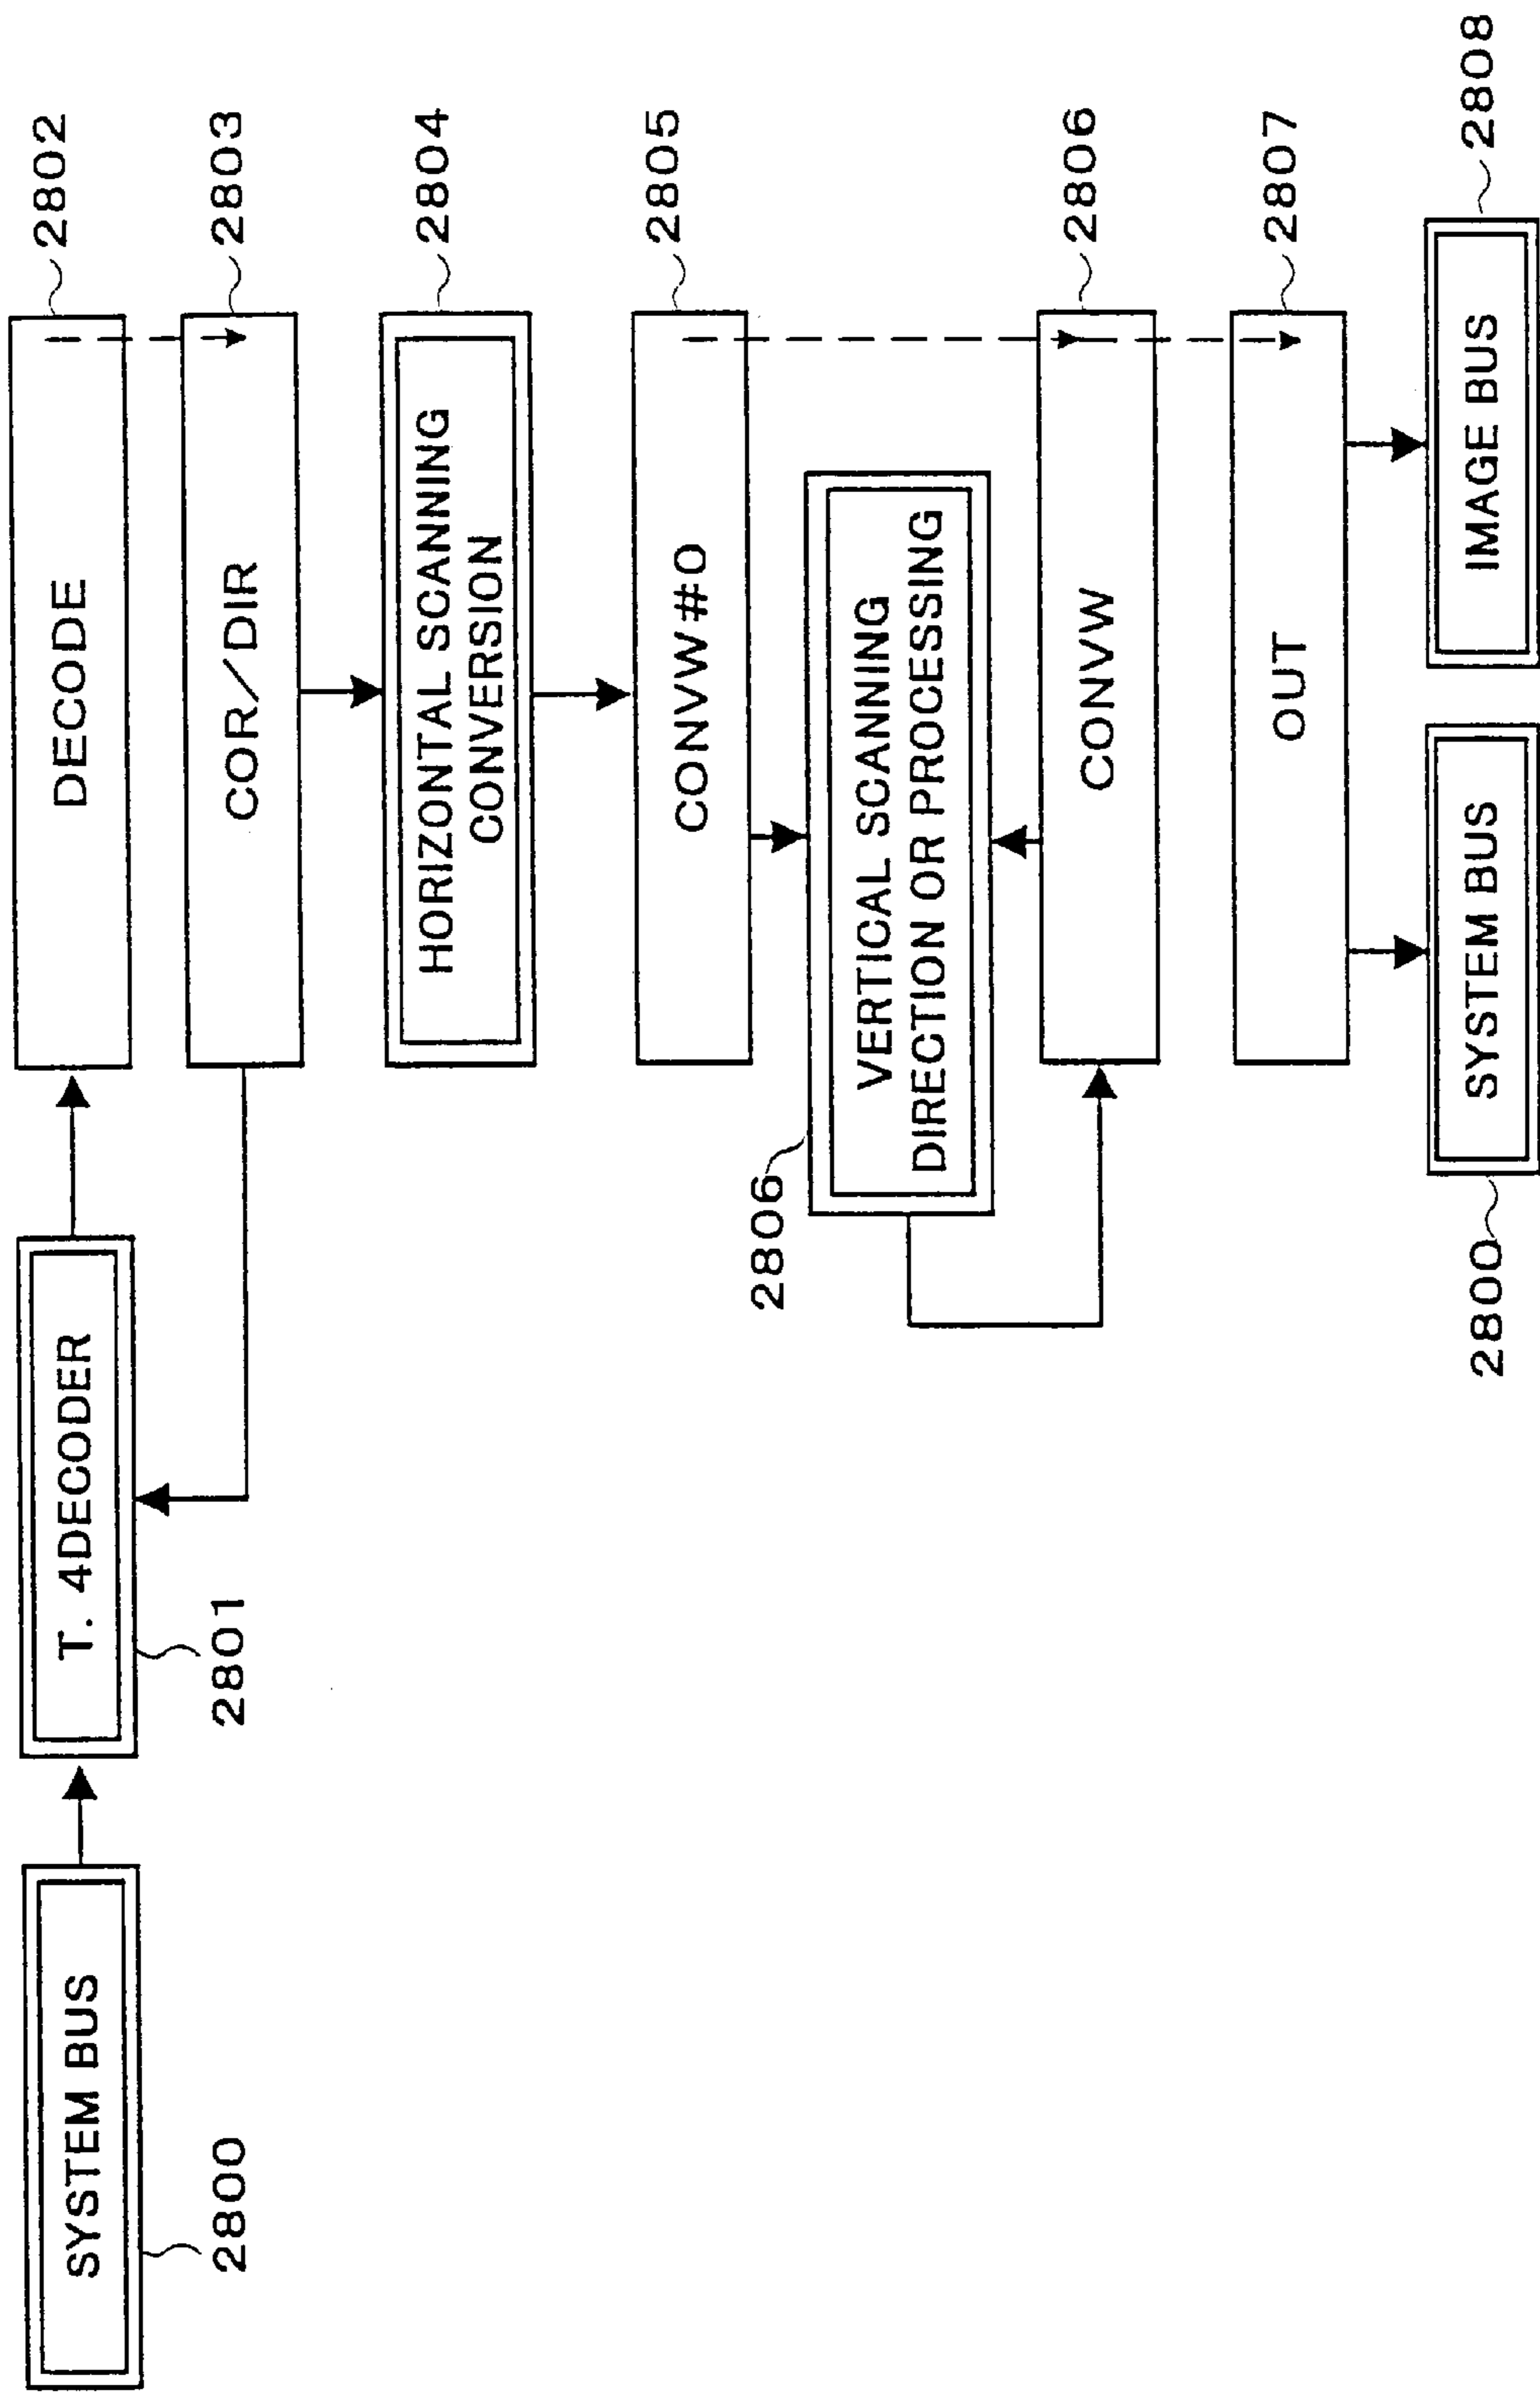 SYSTEM BUS
2800
T. 4DECODER
2801
DECODE
2802
COR/DIR
2803
HORIZONTAL SCANNING
CONVERSION
2804
CONVW#0
2805
2806
VERTICAL SCANNING
DIRECTION OR PROCESSING
CONVW
2806
OUT
2807
SYSTEM BUS
2800
IMAGE BUS
2808